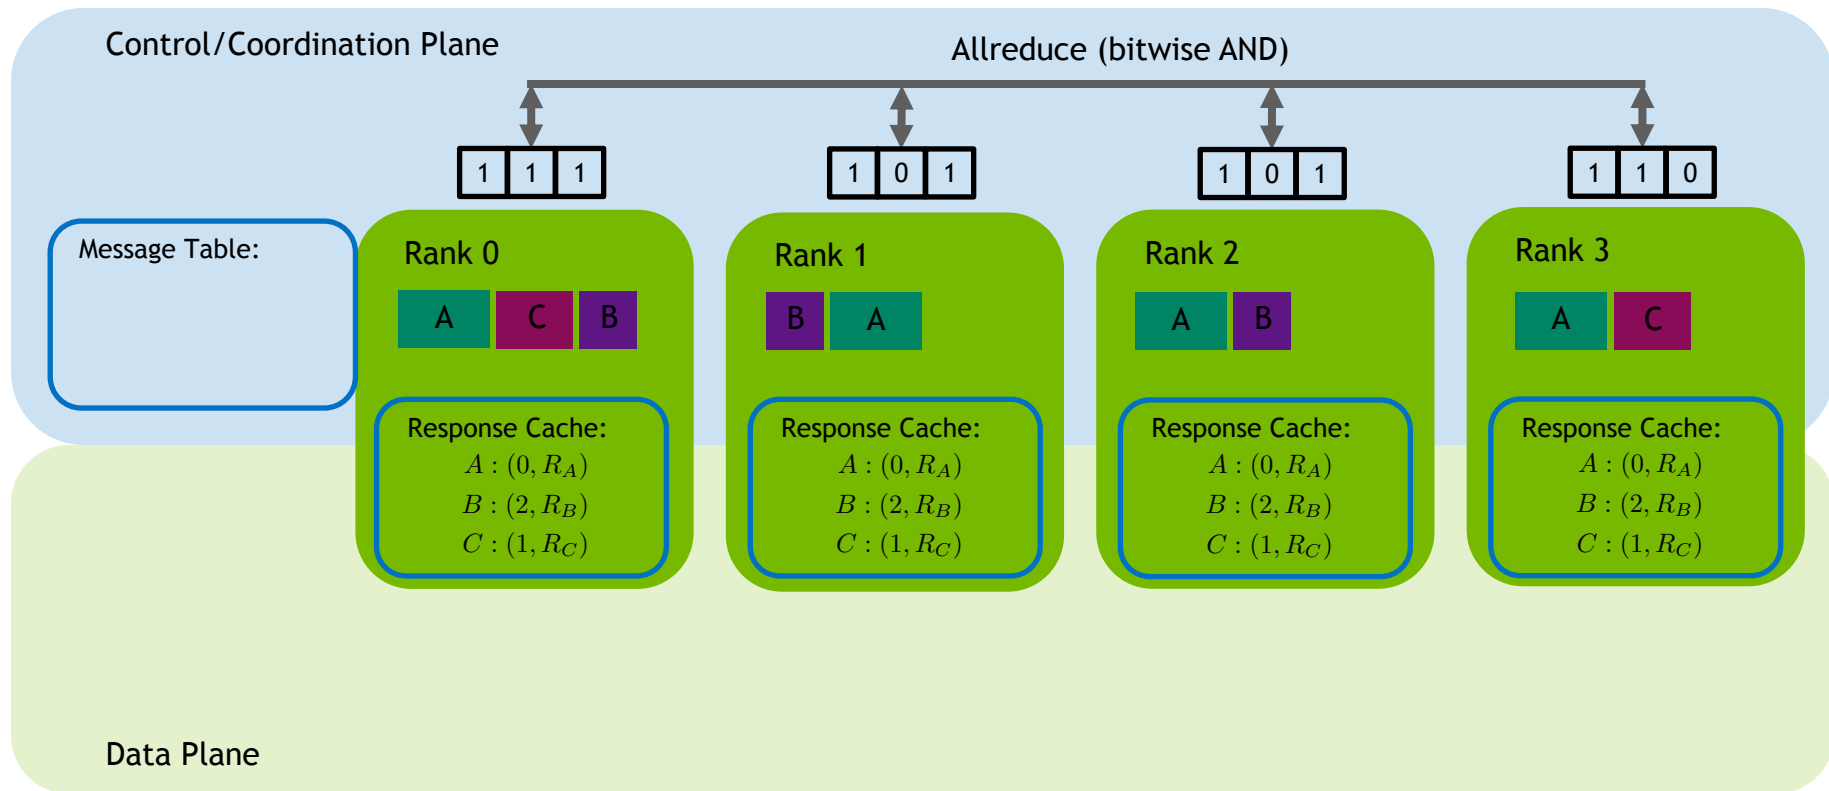 Control/Coordination Plane
Allreduce (bitwise AND)
1 1 1
1 0 1
1 0 1
1 1 0
Message Table:
Rank 0
A C B
Response Cache:
A : (0, R_A)
B : (2, R_B)
C : (1, R_C)
Rank 1
B A
Response Cache:
A : (0, R_A)
B : (2, R_B)
C : (1, R_C)
Rank 2
A B
Response Cache:
A : (0, R_A)
B : (2, R_B)
C : (1, R_C)
Rank 3
A C
Response Cache:
A : (0, R_A)
B : (2, R_B)
C : (1, R_C)
Data Plane